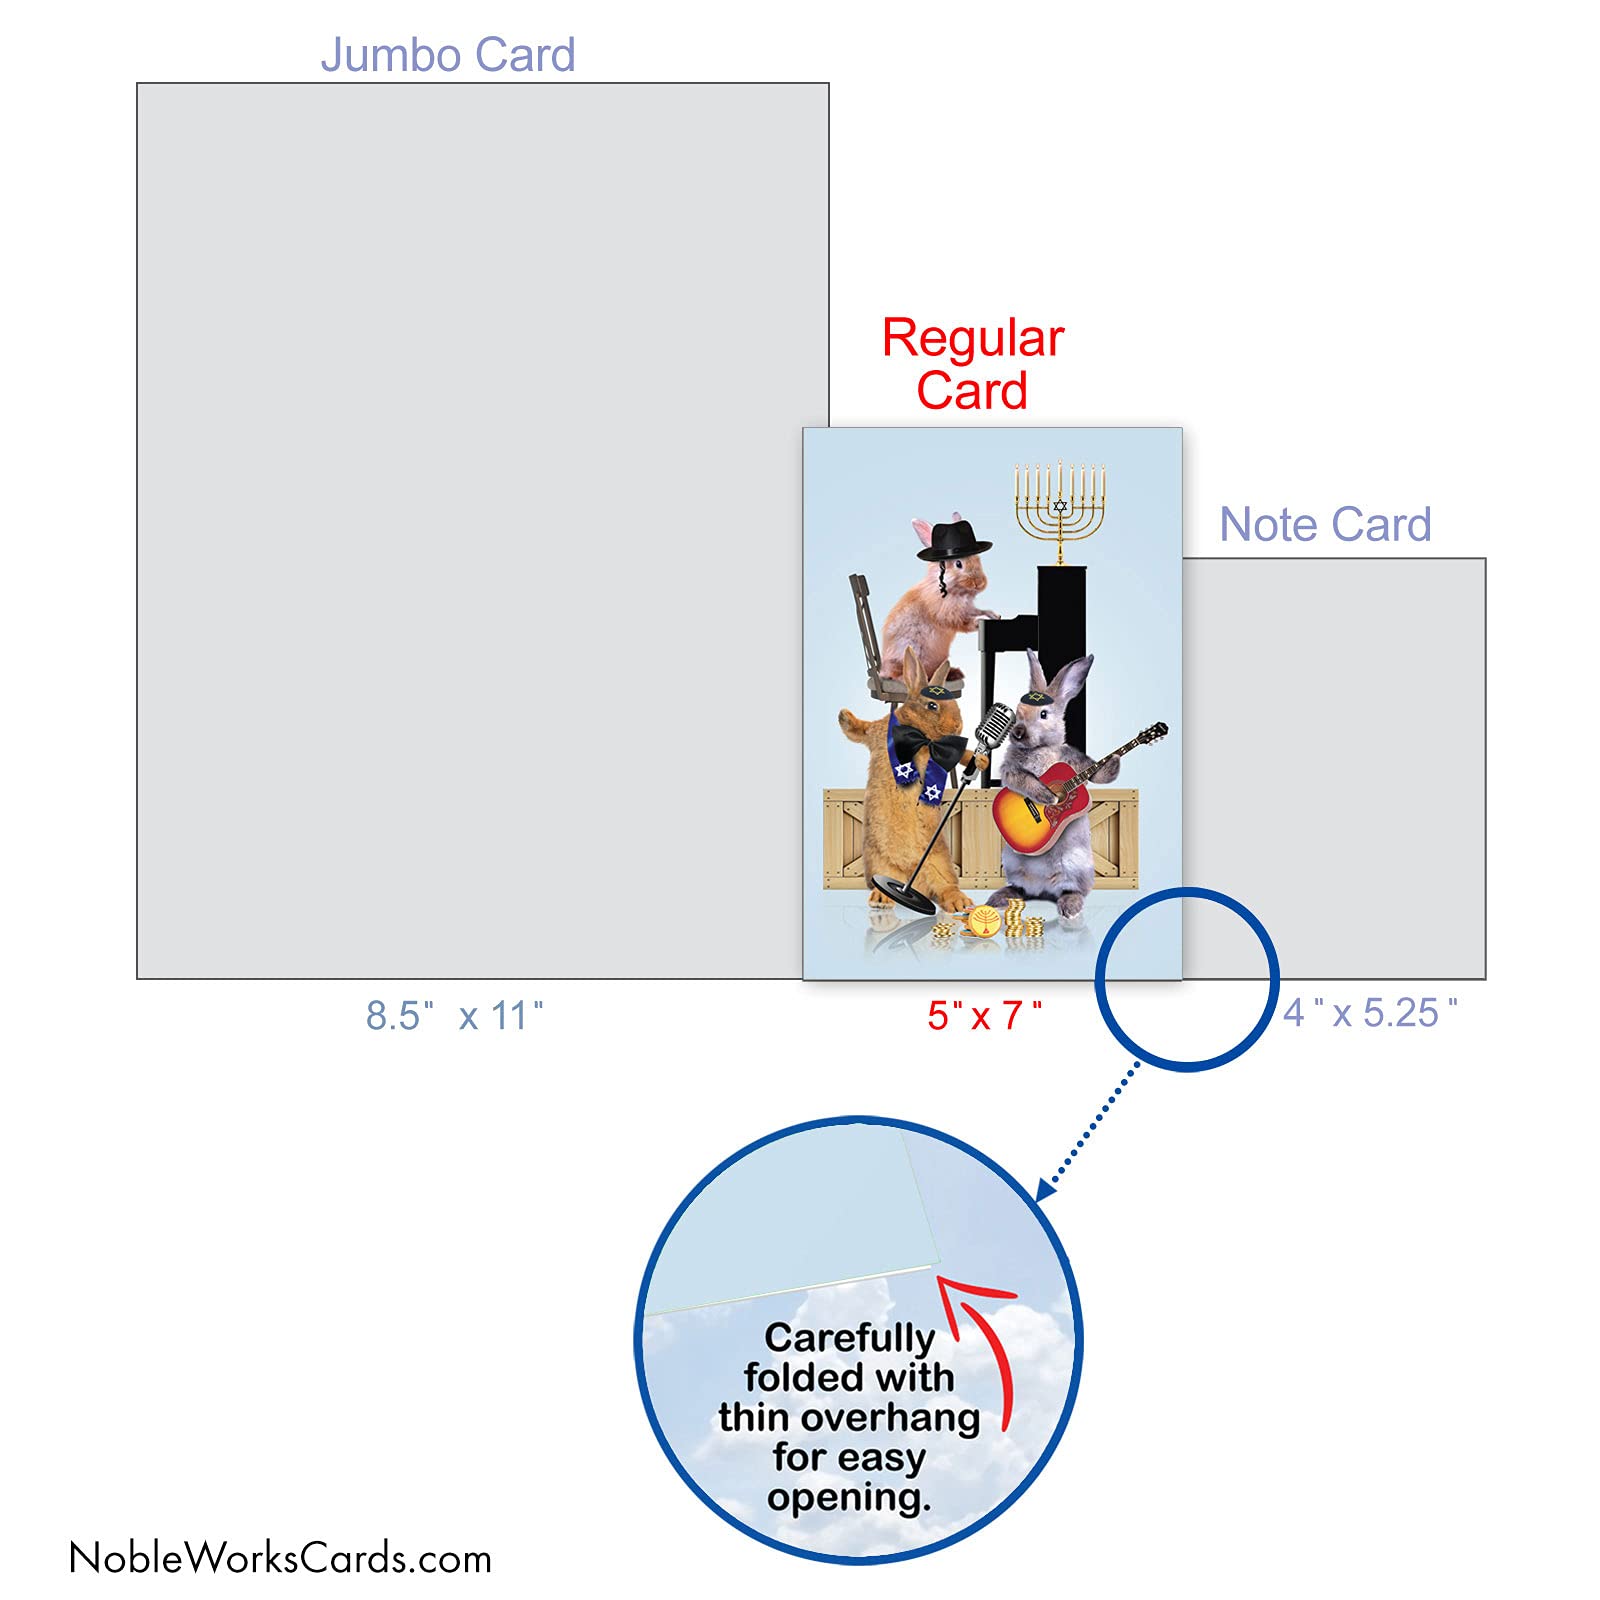 Jumbo Card
Regular
Card
Note Card
8.5" x 11"
5" x 7"
4" x 5.25"
Carefully
folded with
thin overhang
for easy
opening.
NobleWorksCards.com